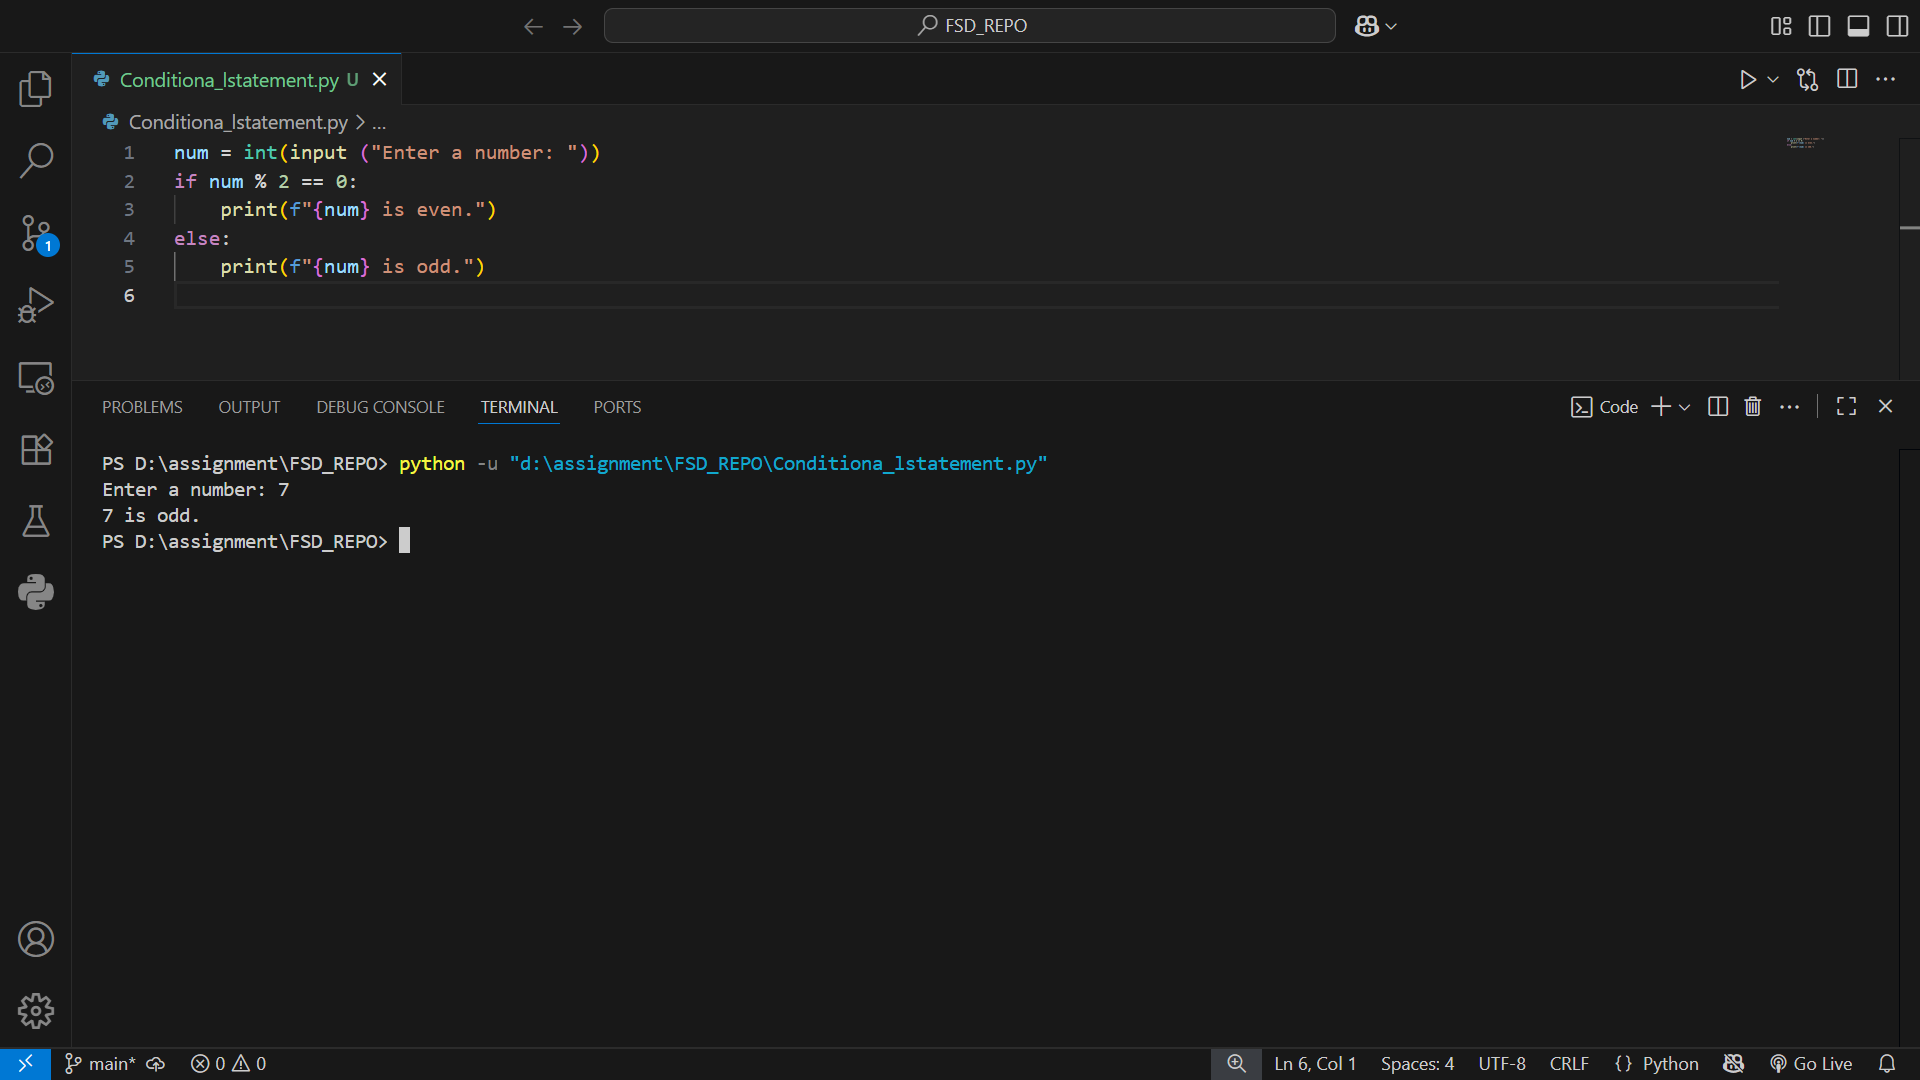 FSD_REPO
Conditiona_lstatement.py U
Conditiona_lstatement.py > ...
1 num = int(input ("Enter a number: "))
2 if num % 2 == 0:
3     print(f"{num} is even.")
4 else:
5     print(f"{num} is odd.")
6
PROBLEMS OUTPUT DEBUG CONSOLE TERMINAL PORTS Code
PS D:\assignment\FSD_REPO> python -u "d:\assignment\FSD_REPO\Conditiona_lstatement.py"
Enter a number: 7
7 is odd.
PS D:\assignment\FSD_REPO>
1
main* 0 0 Ln 6, Col 1 Spaces: 4 UTF-8 CRLF {} Python Go Live